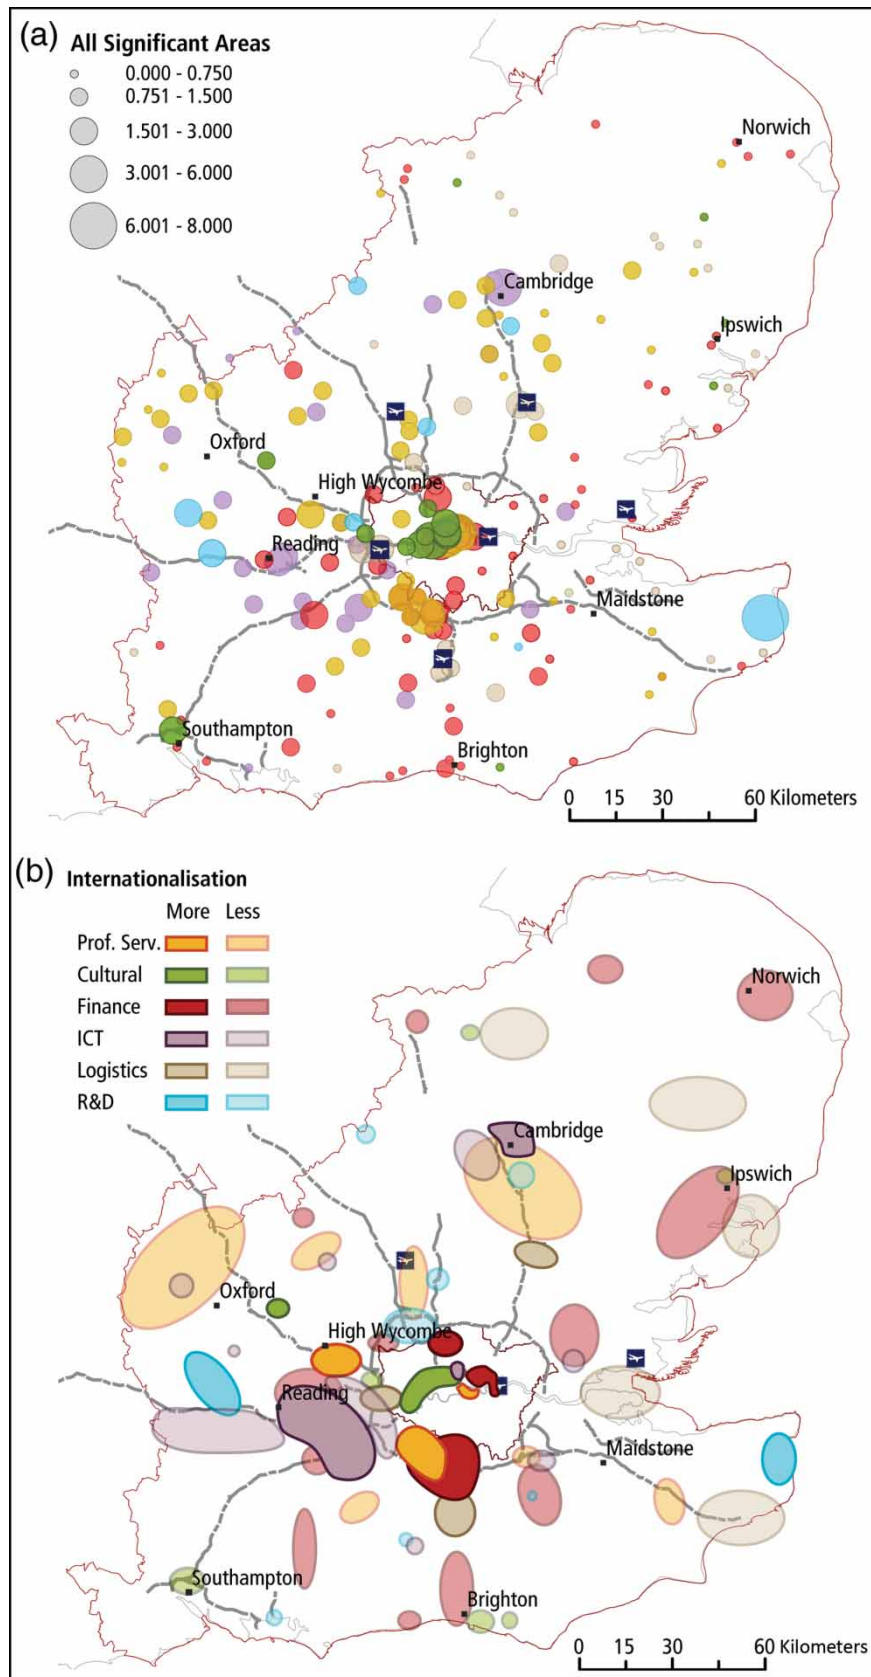 (a)
All Significant Areas
0.000 - 0.750
0.751 - 1.500
1.501 - 3.000
3.001 - 6.000
6.001 - 8.000
Norwich
Cambridge
Ipswich
Oxford
High Wycombe
Reading
Maidstone
Southampton
Brighton
0 15 30 60 Kilometers
(b)
Internationalisation
More Less
Prof. Serv.
Cultural
Finance
ICT
Logistics
R&D
Norwich
Cambridge
Ipswich
Oxford
High Wycombe
Reading
Maidstone
Southampton
Brighton
0 15 30 60 Kilometers